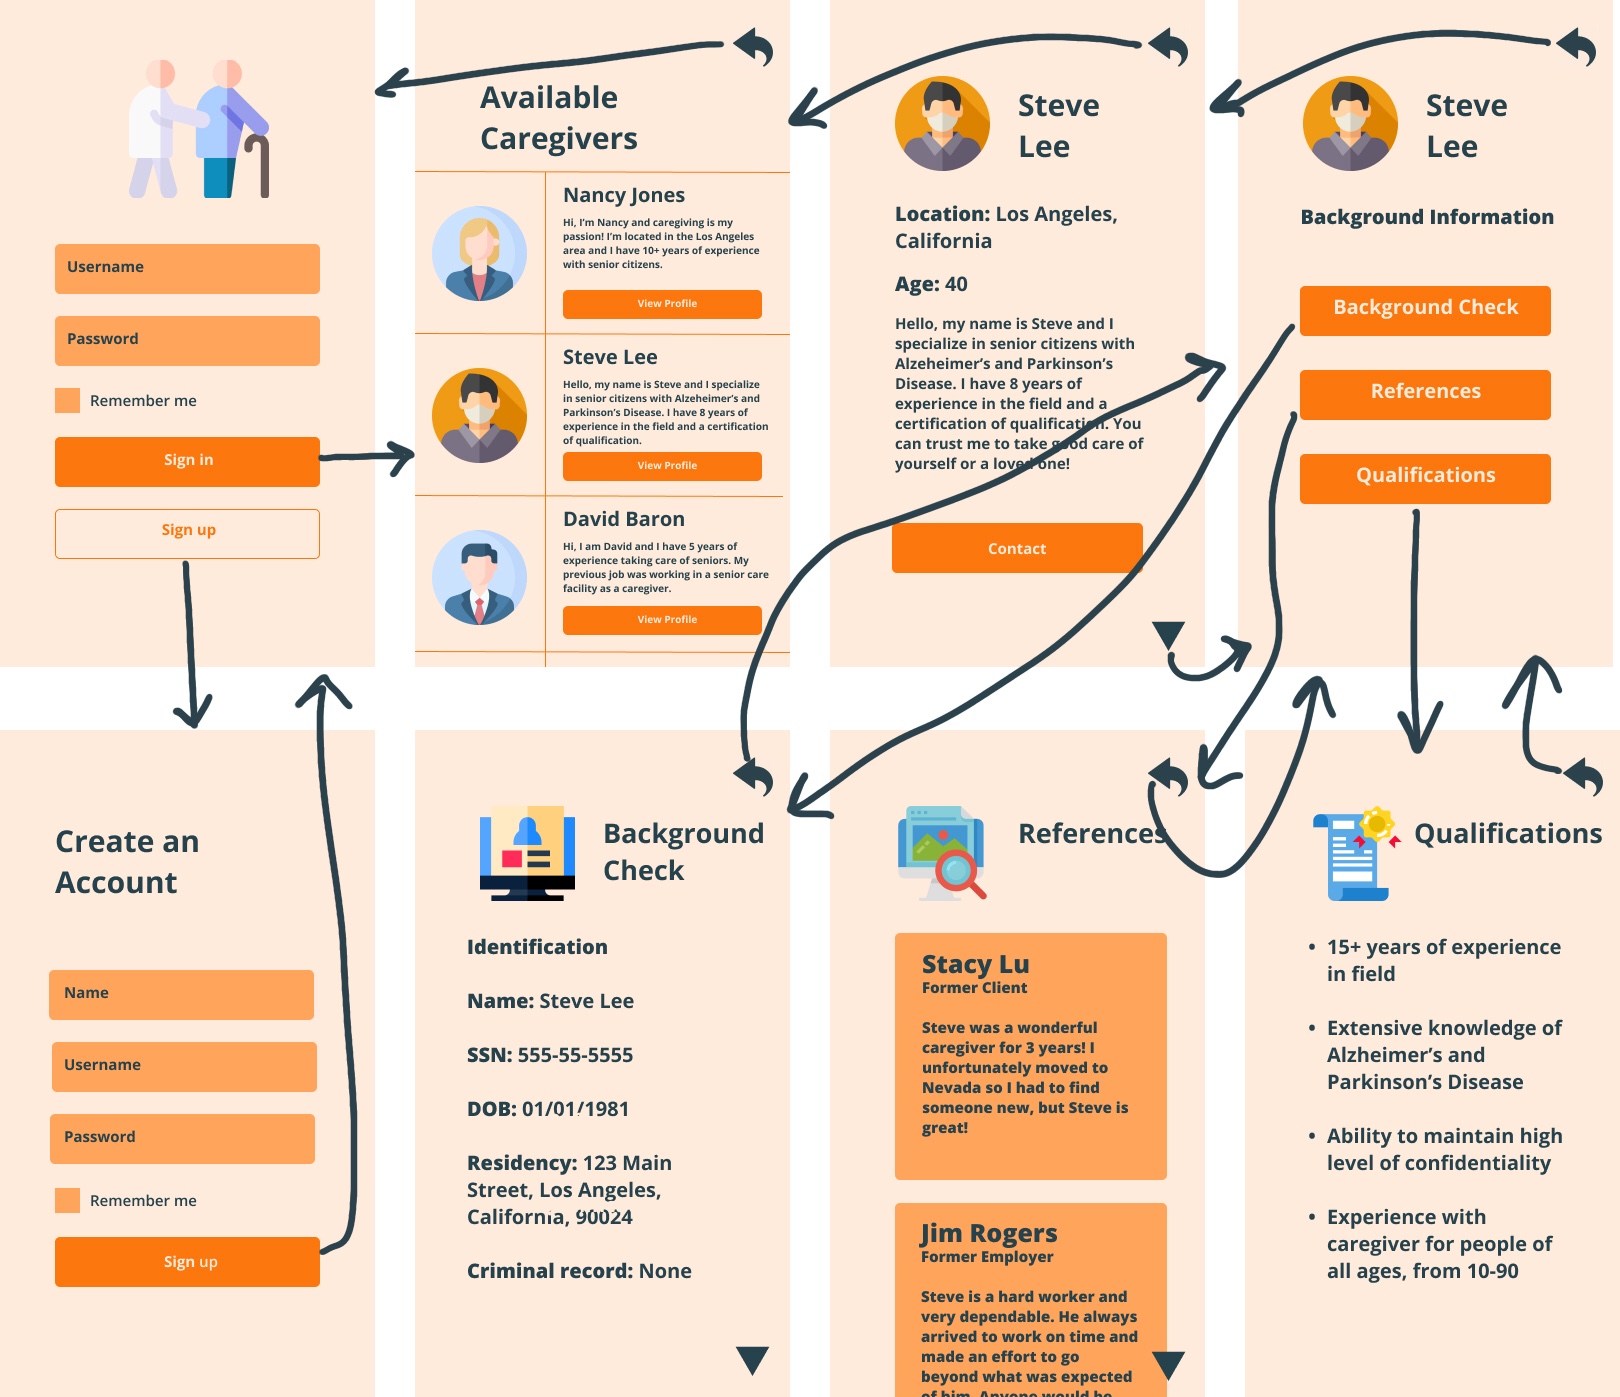 Username
Password
Remember me
Sign in
Sign up
Available
Caregivers
Nancy Jones
Hi, I'm Nancy and caregiving is my
passion! I'm located in the Los Angeles
area and I have 10+ years of experience
with senior citizens.
View Profile
Steve Lee
Hello, my name is Steve and I specialize
in senior citizens with Alzeheimer's and
Parkinson's Disease. I have 8 years of
experience in the field and a certification
of qualification.
View Profile
David Baron
Hi, I am David and I have 5 years of
experience taking care of seniors. My
previous job was working in a senior care
facility as a caregiver.
View Profile
Steve
Lee
Location: Los Angeles,
California
Age: 40
Hello, my name is Steve and I
specialize in senior citizens with
Alzeheimer's and Parkinson's
Disease. I have 8 years of
experience in the field and a
certification of qualification. You
can trust me to take good care of
yourself or a loved one!
Contact
Steve
Lee
Background Information
Background Check
References
Qualifications
Create an
Account
Name
Username
Password
Remember me
Sign up
Background
Check
Identification
Name: Steve Lee
SSN: 555-55-5555
DOB: 01/01/1981
Residency: 123 Main
Street, Los Angeles,
California, 90024
Criminal record: None
References
Stacy Lu
Former Client
Steve was a wonderful
caregiver for 3 years! I
unfortunately moved to
Nevada so I had to find
someone new, but Steve is
great!
Jim Rogers
Former Employer
Steve is a hard worker and
very dependable. He always
arrived to work on time and
made an effort to go
beyond what was expected
of him. Anyone would be
Qualifications
• 15+ years of experience
in field
• Extensive knowledge of
Alzheimer's and
Parkinson's Disease
• Ability to maintain high
level of confidentiality
• Experience with
caregiver for people of
all ages, from 10-90